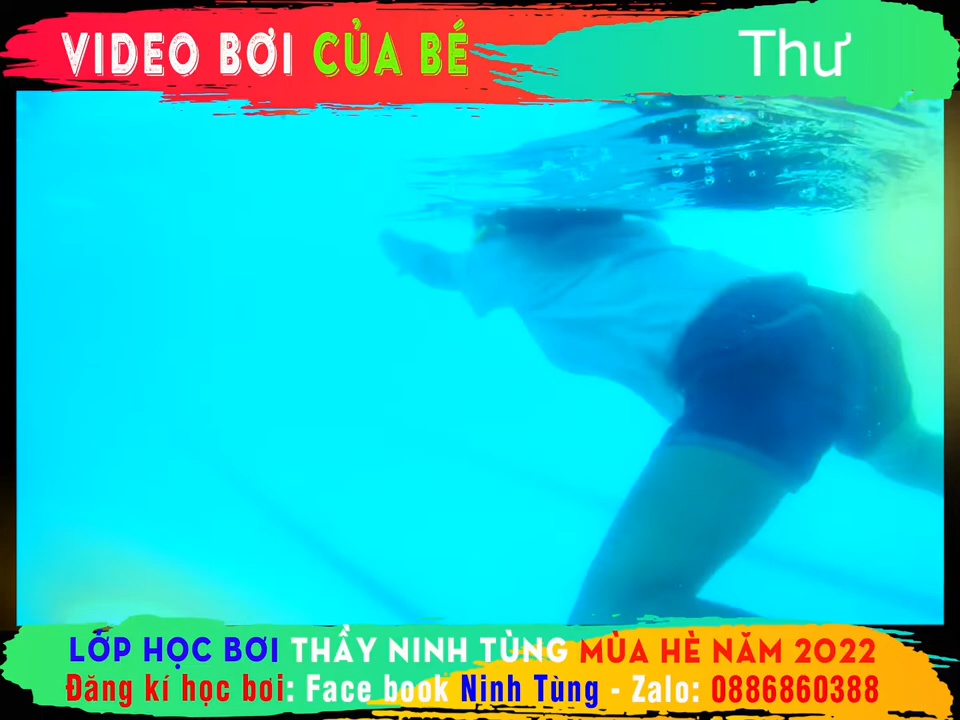 VIDEO BƠI CỦA BÉ
Thư
LỚP HỌC BƠI THẦY NINH TÙNG MÙA HÈ NĂM 2022
Đăng kí học bơi: Face book Ninh Tùng - Zalo: 0886860388